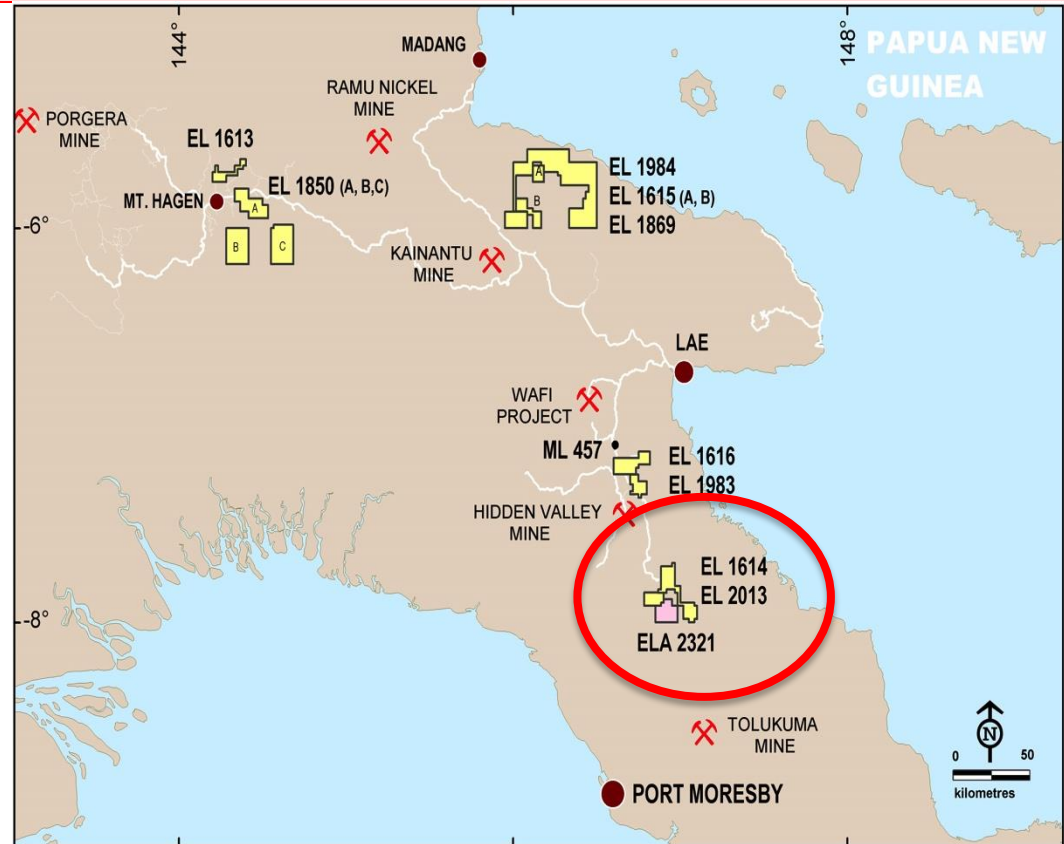 144°
148°
PAPUA NEW
GUINEA
MADANG
RAMU NICKEL
MINE
PORGERA
MINE
EL 1613
EL 1850 (A, B,C)
MT. HAGEN
A
B
C
EL 1984
EL 1615 (A, B)
EL 1869
A
B
-6°
KAINANTU
MINE
LAE
WAFI
PROJECT
ML 457
EL 1616
EL 1983
HIDDEN VALLEY
MINE
EL 1614
EL 2013
ELA 2321
-8°
TOLUKUMA
MINE
PORT MORESBY
N
0 50
kilometres